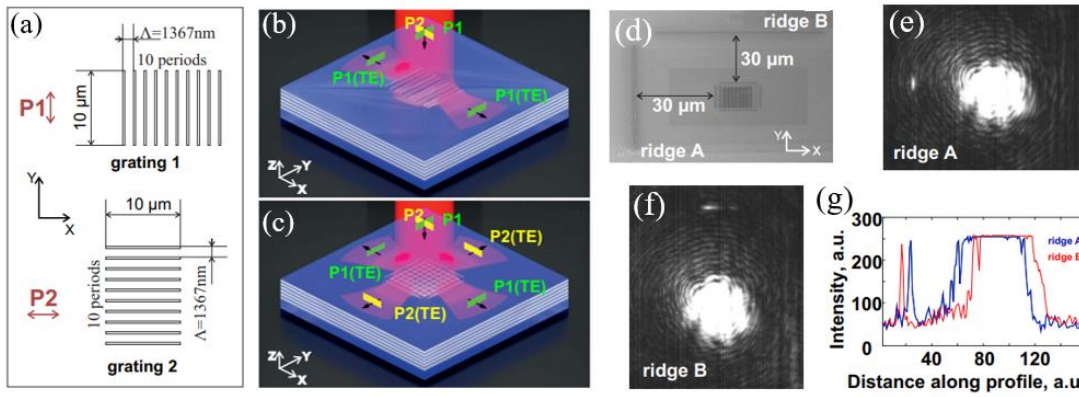 (a)
Λ=1367nm
10 periods
P1
10 μm
grating 1
Y
X
10 μm
P2
10 periods
Λ=1367nm
grating 2
(b)
P2
P1
P1(TE)
P1(TE)
Z
Y
X
(c)
P2
P1
P2(TE)
P1(TE)
P1(TE)
P2(TE)
Z
Y
X
(d)
ridge B
30 μm
30 μm
Y
X
ridge A
(e)
ridge A
(f)
ridge B
(g)
300
200
100
0
Intensity, a.u.
ridge A
ridge B
40
80
120
Distance along profile, a.u